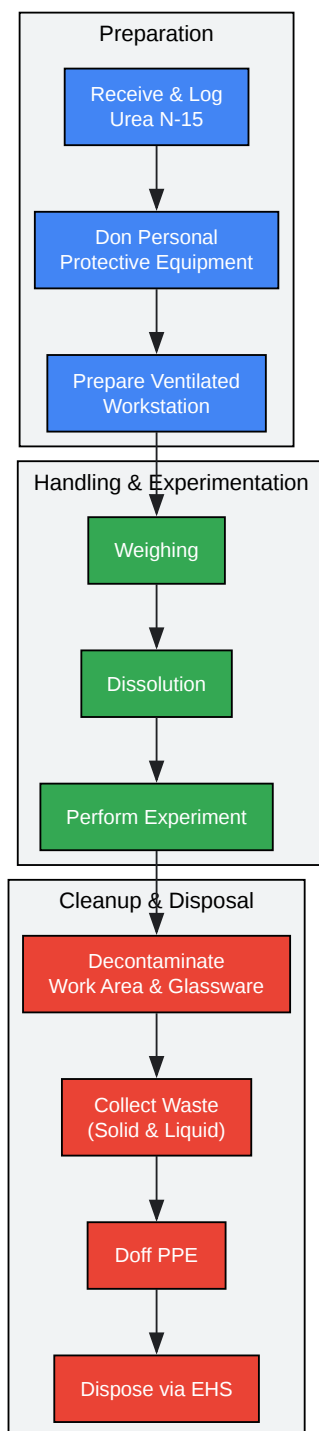 Preparation
Receive & Log
Urea N-15
Don Personal
Protective Equipment
Prepare Ventilated
Workstation
Handling & Experimentation
Weighing
Dissolution
Perform Experiment
Cleanup & Disposal
Decontaminate
Work Area & Glassware
Collect Waste
(Solid & Liquid)
Doff PPE
Dispose via EHS